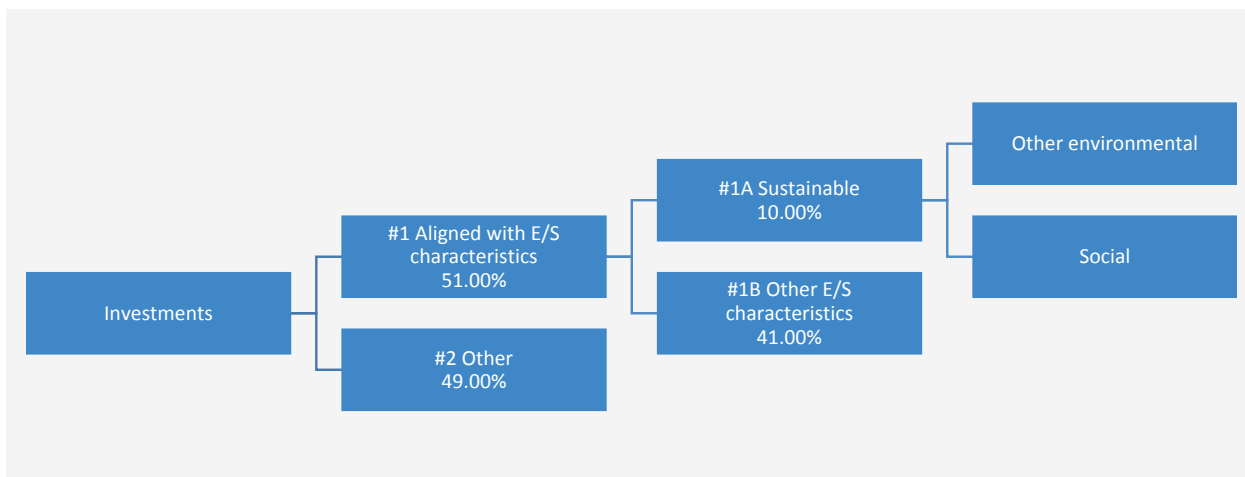 Investments
#1 Aligned with E/S
characteristics
51.00%
#2 Other
49.00%
#1A Sustainable
10.00%
#1B Other E/S
characteristics
41.00%
Other environmental
Social